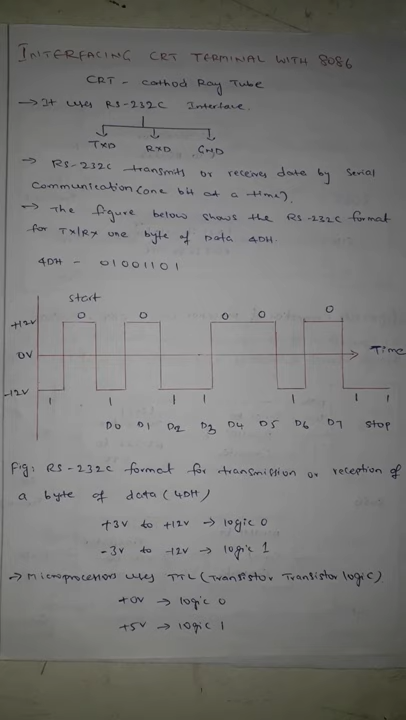 INTERFACING CRT TERMINAL WITH 8086
CRT - Cathod Ray Tube
→ It uses RS-232C Interface.
TXD RXD GND
→ RS-232C transmits or receives data by serial
Communication (one bit at a time).
→ The figure below shows the RS-232C format
for TX/RX one byte of Data 4DH.
4DH - 01001101
start
+12V 0 0 0 0 0
0V Time
-12V 1 1 1 1 1 1 1
D0 D1 D2 D3 D4 D5 D6 D7 stop
Fig: RS-232C format for transmission or reception of
a byte of data (4DH)
+3V to +12V → logic 0
-3V to -12V → logic 1
→ Microprocessors uses TTL (Transistor Transistor logic)
+0V → logic 0
+5V → logic 1